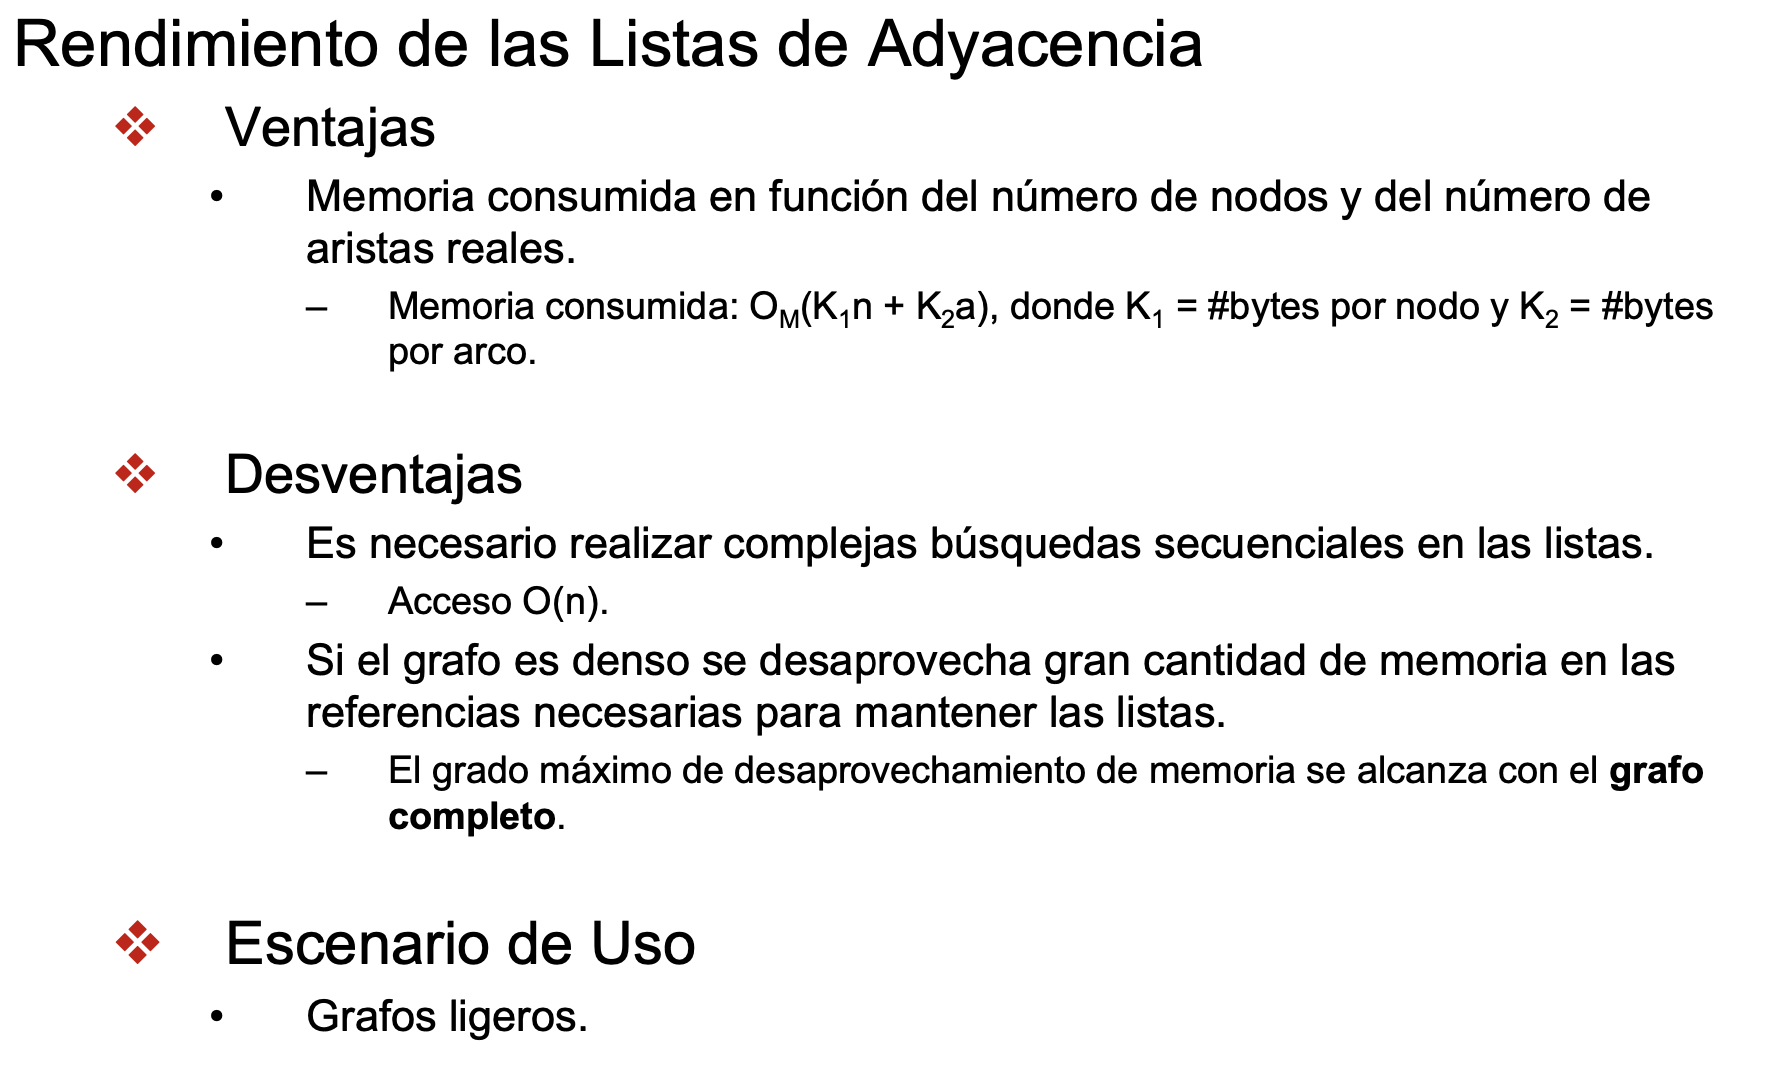 Rendimiento de las Listas de Adyacencia
❖ Ventajas
• Memoria consumida en función del número de nodos y del número de
aristas reales.
– Memoria consumida: O_M(K_1n + K_2a), donde K_1 = #bytes por nodo y K_2 = #bytes
por arco.
❖ Desventajas
• Es necesario realizar complejas búsquedas secuenciales en las listas.
– Acceso O(n).
• Si el grafo es denso se desaprovecha gran cantidad de memoria en las
referencias necesarias para mantener las listas.
– El grado máximo de desaprovechamiento de memoria se alcanza con el grafo
completo.
❖ Escenario de Uso
• Grafos ligeros.